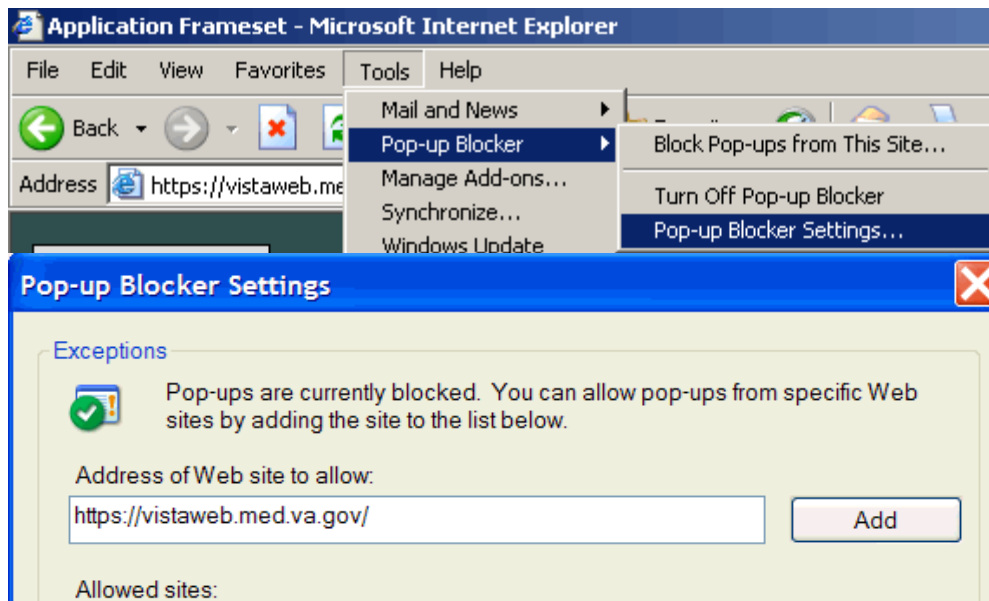 Application Frameset - Microsoft Internet Explorer
File Edit View Favorites Tools Help
Mail and News
Back
Pop-up Blocker
Block Pop-ups from This Site...
Address https://vistaweb.me
Manage Add-ons...
Turn Off Pop-up Blocker
Synchronize...
Pop-up Blocker Settings...
Windows Update
Pop-up Blocker Settings
Exceptions
Pop-ups are currently blocked. You can allow pop-ups from specific Web
sites by adding the site to the list below.
Address of Web site to allow:
https://vistaweb.med.va.gov/
Add
Allowed sites: